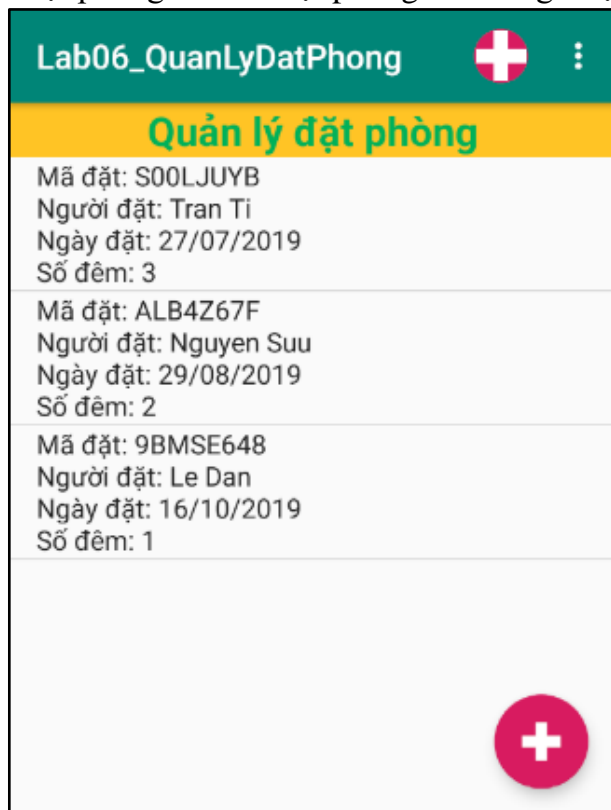 Lab06_QuanLyDatPhong
Quản lý đặt phòng
Mã đặt: S00LJUYB
Người đặt: Tran Ti
Ngày đặt: 27/07/2019
Số đêm: 3
Mã đặt: ALB4Z67F
Người đặt: Nguyen Suu
Ngày đặt: 29/08/2019
Số đêm: 2
Mã đặt: 9BMSE648
Người đặt: Le Dan
Ngày đặt: 16/10/2019
Số đêm: 1